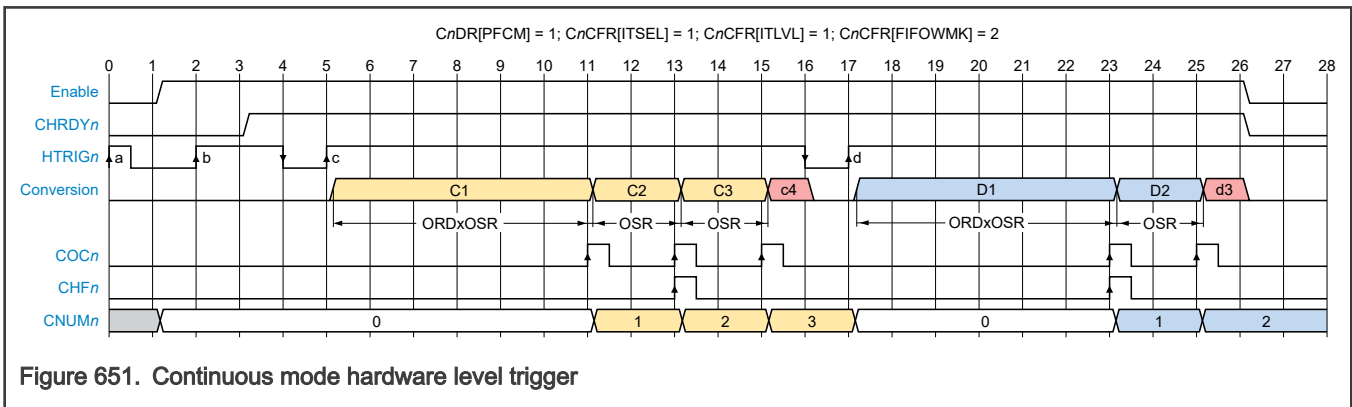 CnDR[PFCM] = 1; CnCFR[ITSEL] = 1; CnCFR[ITLVL] = 1; CnCFR[FIFOWMK] = 2
0 1 2 3 4 5 6 7 8 9 10 11 12 13 14 15 16 17 18 19 20 21 22 23 24 25 26 27 28
Enable
CHRDYn
HTRIGn a b c d
Conversion C1 C2 C3 c4 D1 D2 d3
ORDxOSR OSR OSR ORDxOSR OSR
COCn
CHFn
CNUMn 0 1 2 3 0 1 2
Figure 651. Continuous mode hardware level trigger